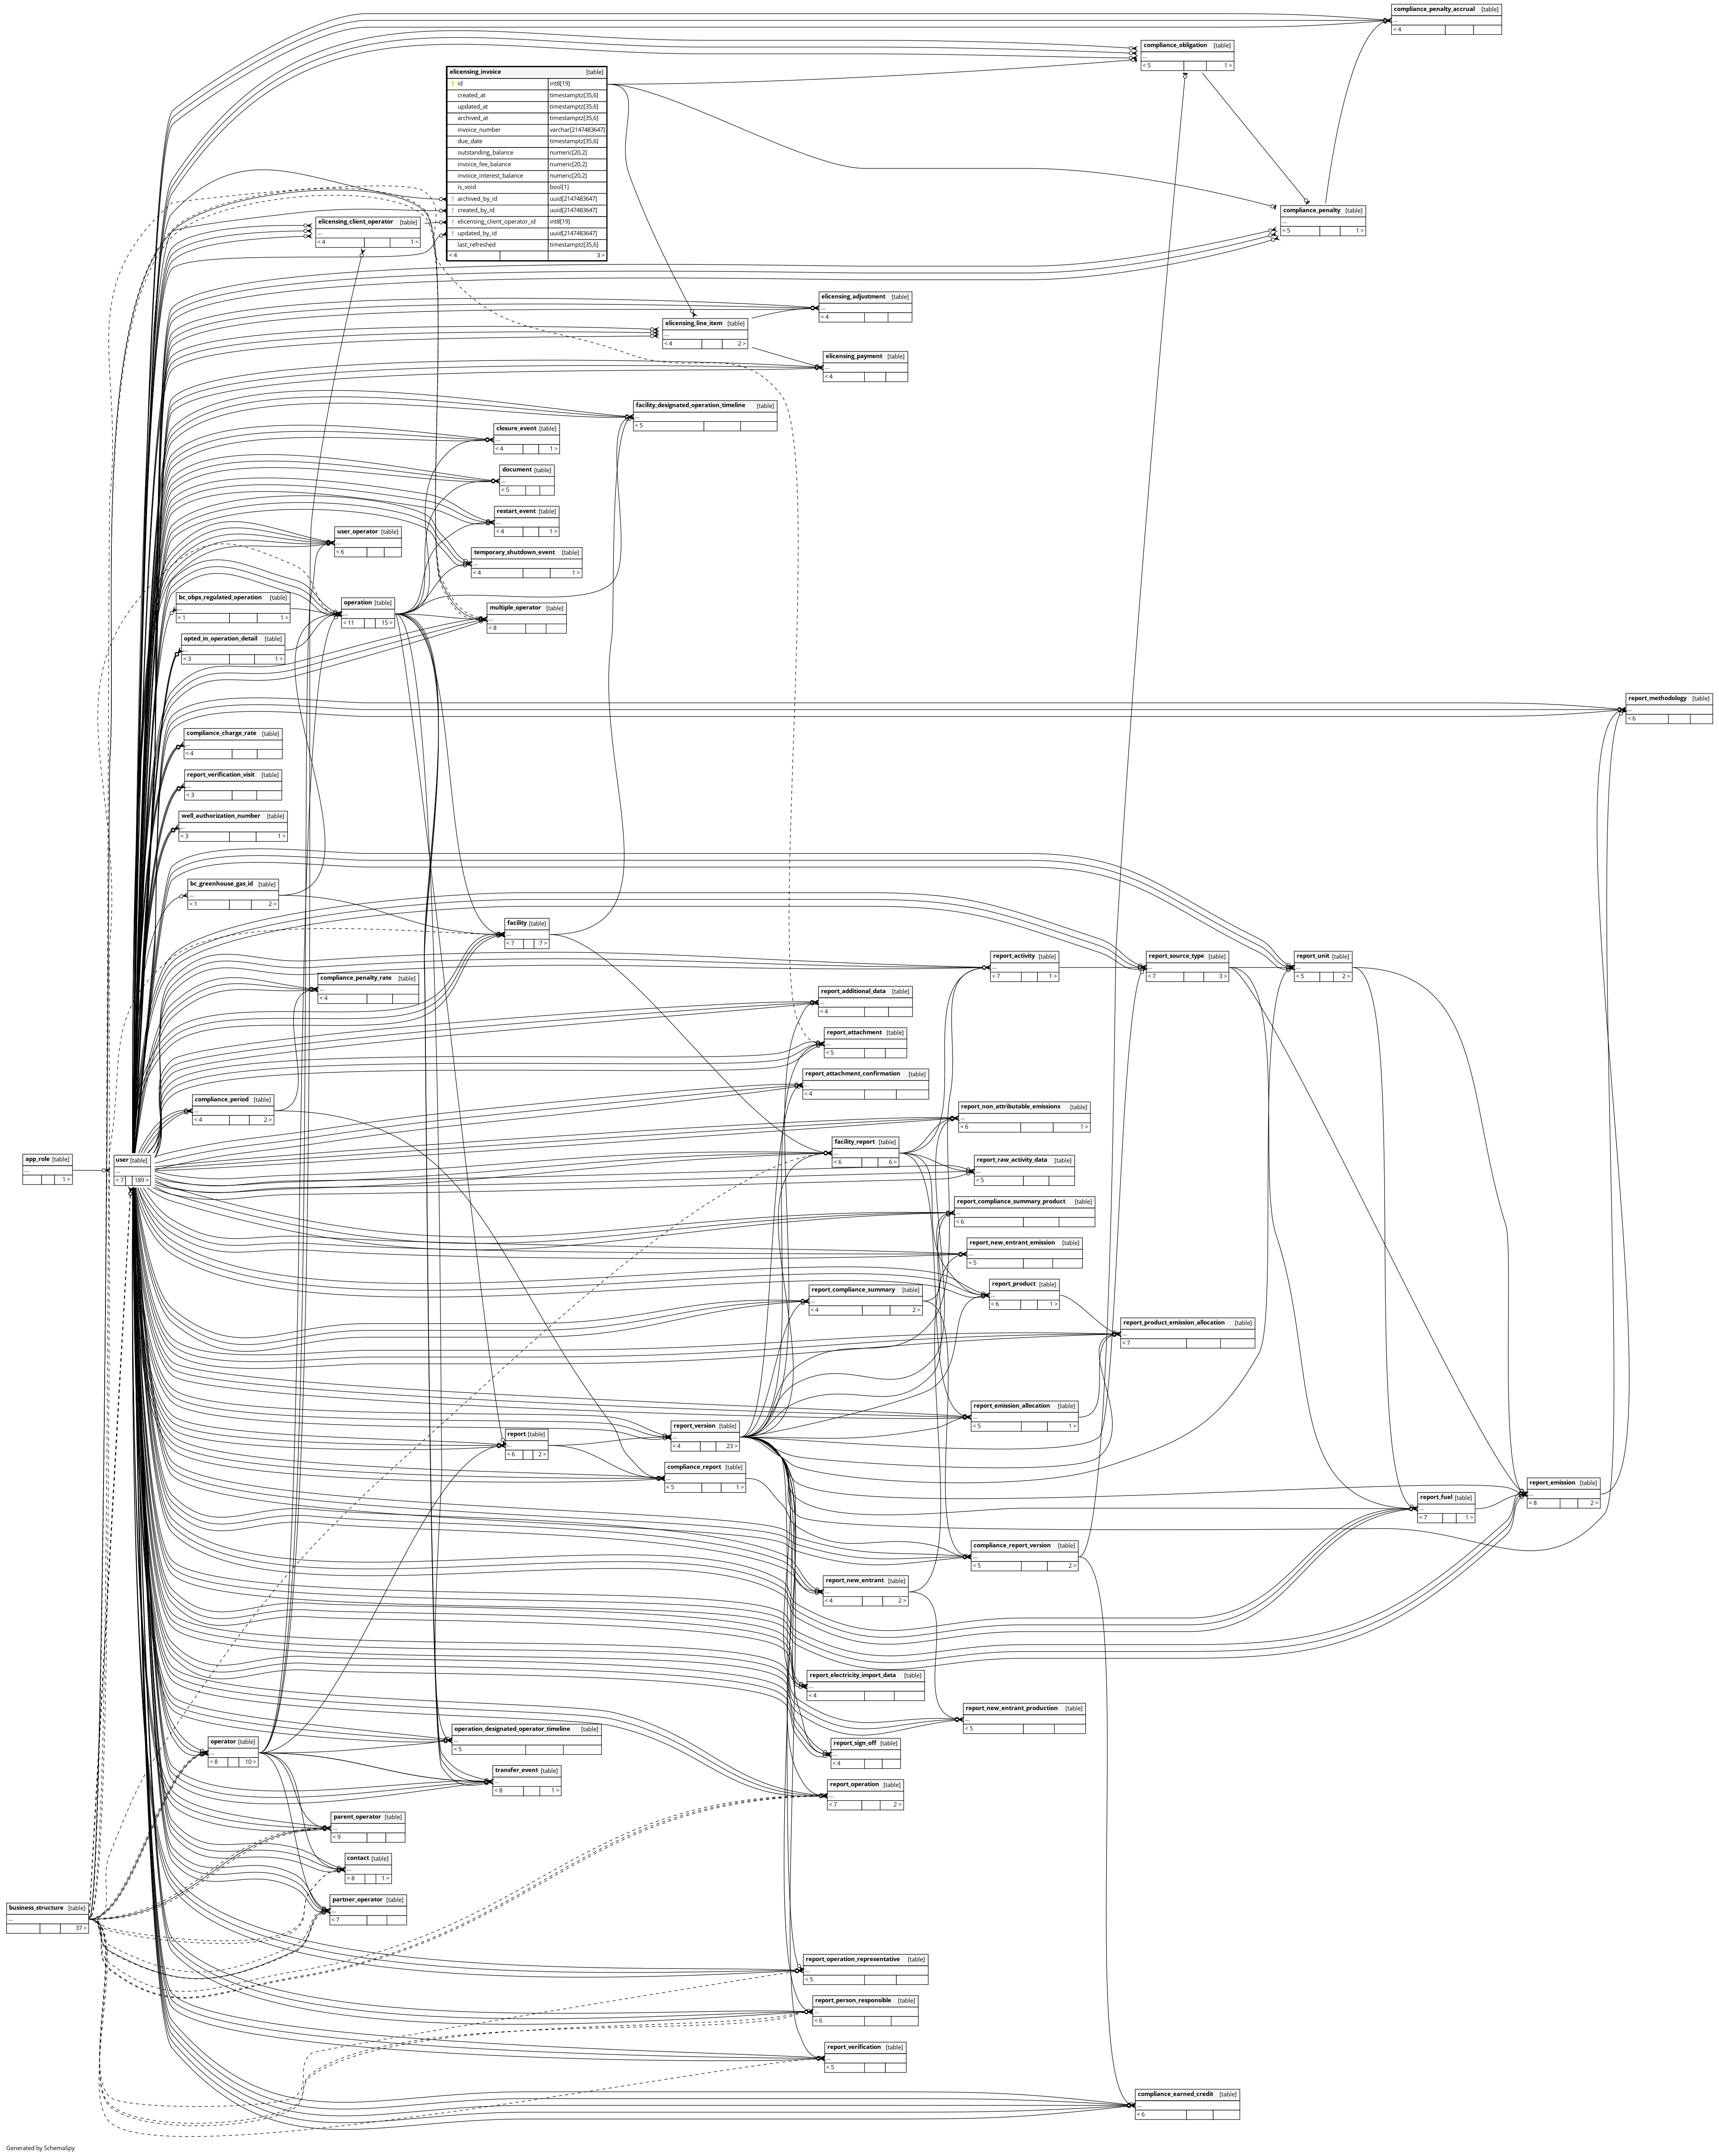 compliance_penalty_accrual [table]
...
< 4
compliance_obligation [table]
...
< 5 1 >
elicensing_invoice [table]
id int8[19]
created_at timestamptz[35,6]
updated_at timestamptz[35,6]
archived_at timestamptz[35,6]
invoice_number varchar[2147483647]
due_date timestamptz[35,6]
outstanding_balance numeric[20,2]
invoice_fee_balance numeric[20,2]
invoice_interest_balance numeric[20,2]
is_void bool[1]
archived_by_id uuid[2147483647]
created_by_id uuid[2147483647]
elicensing_client_operator_id int8[19]
updated_by_id uuid[2147483647]
last_refreshed timestamptz[35,6]
< 4 3 >
compliance_penalty [table]
...
< 5 1 >
elicensing_client_operator [table]
...
< 4 1 >
elicensing_adjustment [table]
...
< 4
elicensing_line_item [table]
...
< 4 2 >
elicensing_payment [table]
...
< 4
facility_designated_operation_timeline [table]
...
< 5
closure_event [table]
...
< 4 1 >
document [table]
...
< 5
restart_event [table]
...
< 4 1 >
user_operator [table]
...
< 6
temporary_shutdown_event [table]
...
< 4 1 >
bc_obps_regulated_operation [table]
...
< 1 1 >
operation [table]
...
< 11 15 >
multiple_operator [table]
...
< 8
opted_in_operation_detail [table]
...
< 3 1 >
report_methodology [table]
...
< 6
compliance_charge_rate [table]
...
< 4
report_verification_visit [table]
...
< 3
well_authorization_number [table]
...
< 3 1 >
bc_greenhouse_gas_id [table]
...
< 1 2 >
facility [table]
...
< 7 7 >
report_activity [table]
...
< 7 1 >
report_source_type [table]
...
< 7 3 >
report_unit [table]
...
< 5 2 >
compliance_penalty_rate [table]
...
< 4
report_additional_data [table]
...
< 4
report_attachment [table]
...
< 5
report_attachment_confirmation [table]
...
< 4
compliance_period [table]
...
< 4 2 >
report_non_attributable_emissions [table]
...
< 6 1 >
facility_report [table]
...
< 6 6 >
app_role [table]
...
1 >
user [table]
...
< 7 189 >
report_raw_activity_data [table]
...
< 5
report_compliance_summary_product [table]
...
< 6
report_new_entrant_emission [table]
...
< 5
report_product [table]
...
< 6 1 >
report_compliance_summary [table]
...
< 4 2 >
report_product_emission_allocation [table]
...
< 7
report_emission_allocation [table]
...
< 5 1 >
report_version [table]
...
< 4 23 >
report [table]
...
< 6 2 >
compliance_report [table]
...
< 5 1 >
report_emission [table]
...
< 8 2 >
report_fuel [table]
...
< 7 1 >
compliance_report_version [table]
...
< 5 2 >
report_new_entrant [table]
...
< 4 2 >
report_electricity_import_data [table]
...
< 4
report_new_entrant_production [table]
...
< 5
operation_designated_operator_timeline [table]
...
< 5
operator [table]
...
< 8 10 >
report_sign_off [table]
...
< 4
transfer_event [table]
...
< 8 1 >
report_operation [table]
...
< 7 2 >
parent_operator [table]
...
< 9
contact [table]
...
< 8 1 >
partner_operator [table]
...
< 7
business_structure [table]
...
37 >
report_operation_representative [table]
...
< 5
report_person_responsible [table]
...
< 6
report_verification [table]
...
< 5
compliance_earned_credit [table]
...
< 6
Generated by SchemaSpy